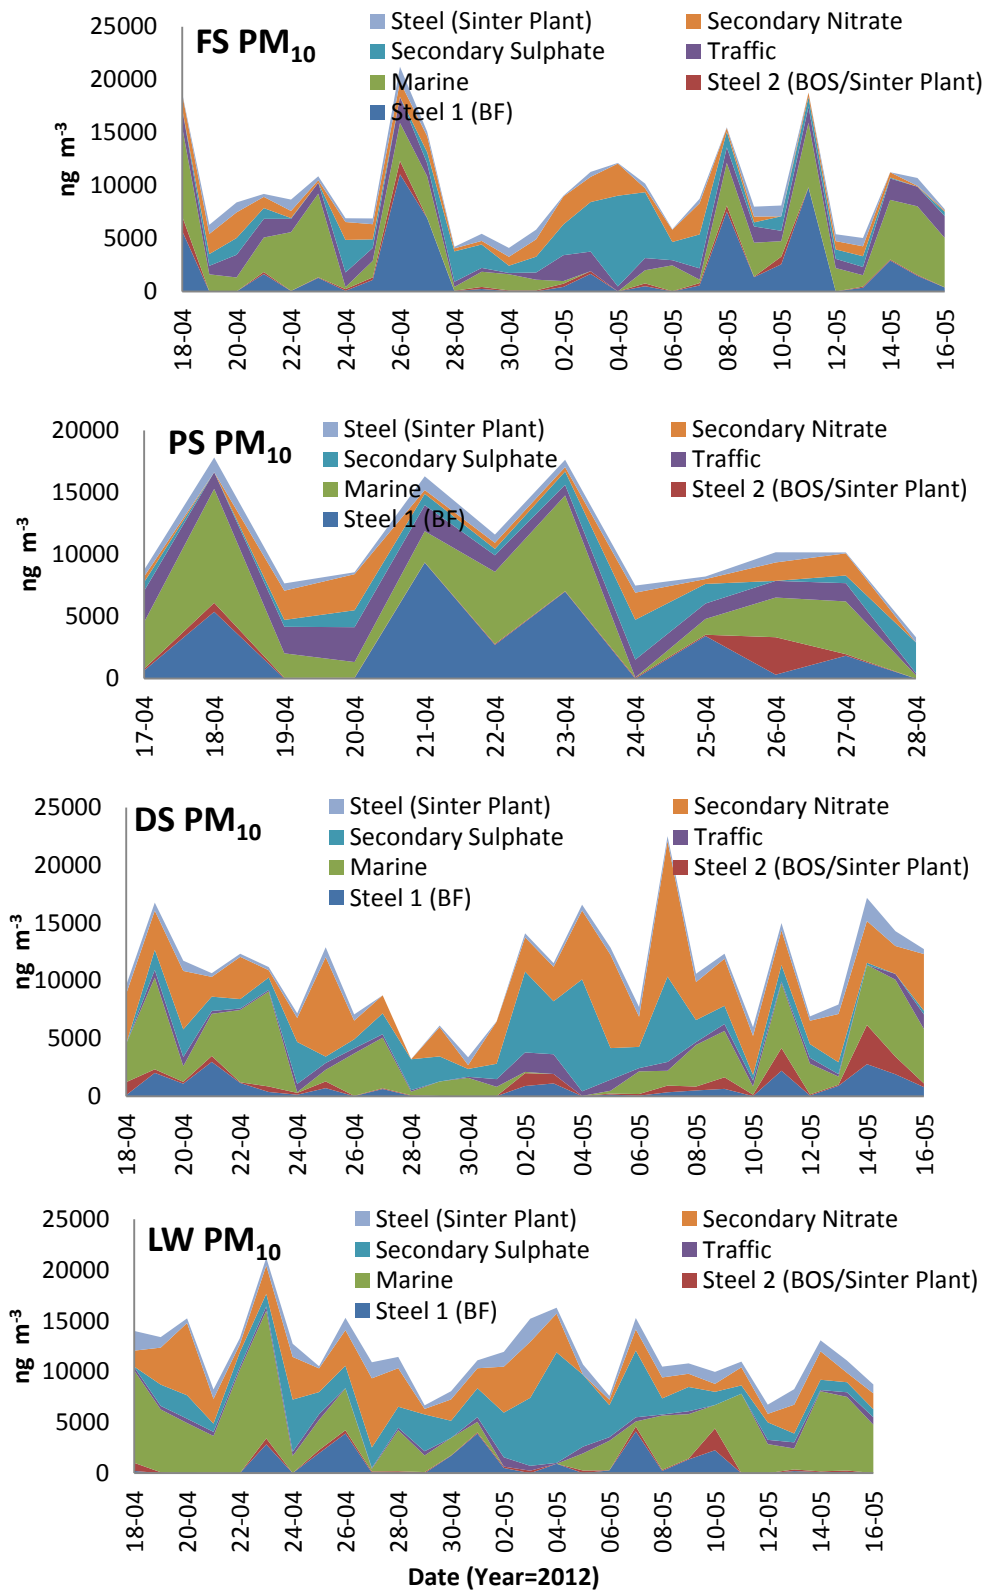 FS PM10
Steel (Sinter Plant)
Secondary Nitrate
Secondary Sulphate
Traffic
Marine
Steel 2 (BOS/Sinter Plant)
Steel 1 (BF)
ng m-3
25000
20000
15000
10000
5000
0
18-04
20-04
22-04
24-04
26-04
28-04
30-04
02-05
04-05
06-05
08-05
10-05
12-05
14-05
16-05
PS PM10
Steel (Sinter Plant)
Secondary Nitrate
Secondary Sulphate
Traffic
Marine
Steel 2 (BOS/Sinter Plant)
Steel 1 (BF)
ng m-3
20000
15000
10000
5000
0
17-04
18-04
19-04
20-04
21-04
22-04
23-04
24-04
25-04
26-04
27-04
28-04
DS PM10
Steel (Sinter Plant)
Secondary Nitrate
Secondary Sulphate
Traffic
Marine
Steel 2 (BOS/Sinter Plant)
Steel 1 (BF)
ng m-3
25000
20000
15000
10000
5000
0
18-04
20-04
22-04
24-04
26-04
28-04
30-04
02-05
04-05
06-05
08-05
10-05
12-05
14-05
16-05
LW PM10
Steel (Sinter Plant)
Secondary Nitrate
Secondary Sulphate
Traffic
Marine
Steel 2 (BOS/Sinter Plant)
Steel 1 (BF)
ng m-3
25000
20000
15000
10000
5000
0
18-04
20-04
22-04
24-04
26-04
28-04
30-04
02-05
04-05
06-05
08-05
10-05
12-05
14-05
16-05
Date (Year=2012)